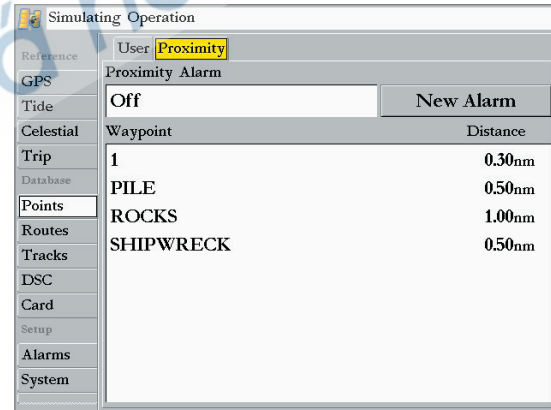 Simulating Operation
Reference
GPS
Tide
Celestial
Trip
Database
Points
Routes
Tracks
DSC
Card
Setup
Alarms
System
User Proximity
Proximity Alarm
Off New Alarm
Waypoint Distance
1 0.30nm
PILE 0.50nm
ROCKS 1.00nm
SHIPWRECK 0.50nm